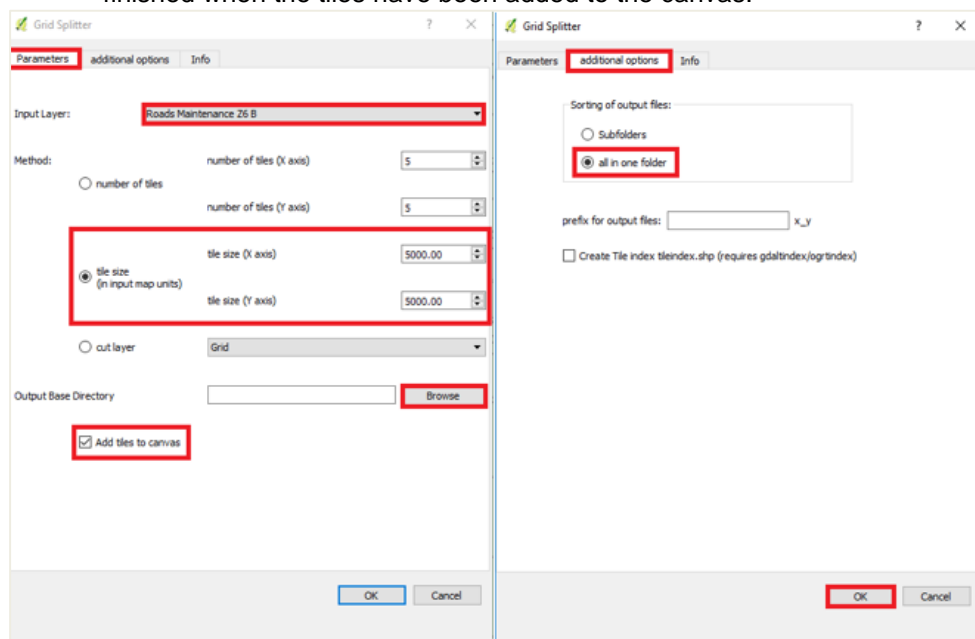 finished when the tiles have been added to the canvas.
Grid Splitter ? ×
Parameters additional options Info
Input Layer: Roads Maintenance Z6 B
Method: number of tiles (X axis) 5
number of tiles
number of tiles (Y axis) 5
tile size (X axis) 5000.00
tile size
(in input map units)
tile size (Y axis) 5000.00
cut layer Grid
Output Base Directory Browse
Add tiles to canvas
OK Cancel
Grid Splitter ? ×
Parameters additional options Info
Sorting of output files:
Subfolders
all in one folder
prefix for output files: x_y
Create Tile index tileindex.shp (requires gdaltindex/ogrtindex)
OK Cancel